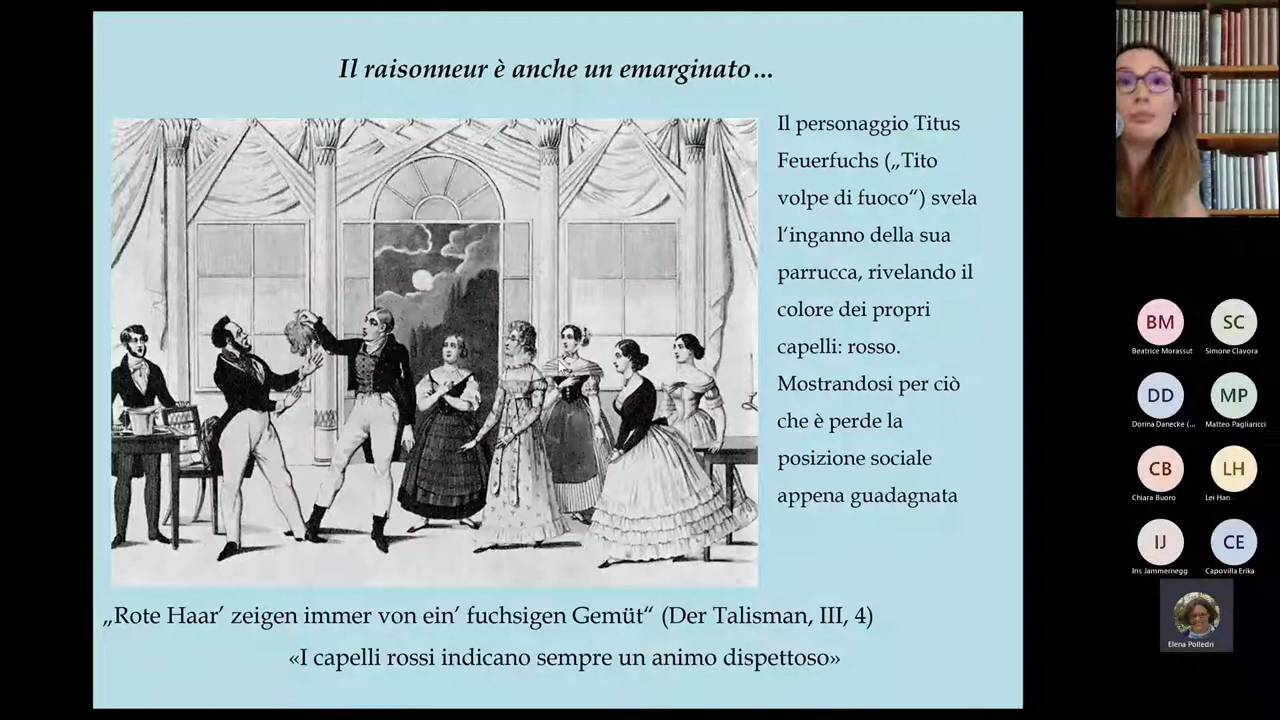 Il raisonneur è anche un emarginato…
Il personaggio Titus
Feuerfuchs („Tito
volpe di fuoco“) svela
l‘inganno della sua
parrucca, rivelando il
colore dei propri
capelli: rosso.
Mostrandosi per ciò
che è perde la
posizione sociale
appena guadagnata
„Rote Haar’ zeigen immer von ein’ fuchsigen Gemüt“ (Der Talisman, III, 4)
«I capelli rossi indicano sempre un animo dispettoso»
BM
SC
Beatrice Morassut
Simone Clavora
DD
MP
Dorina Danecke (...
Matteo Pagliaricci
CB
LH
Chiara Buoro
Lei Han
IJ
CE
Iris Jammernegg
Capovilla Erika
Elena Polledri